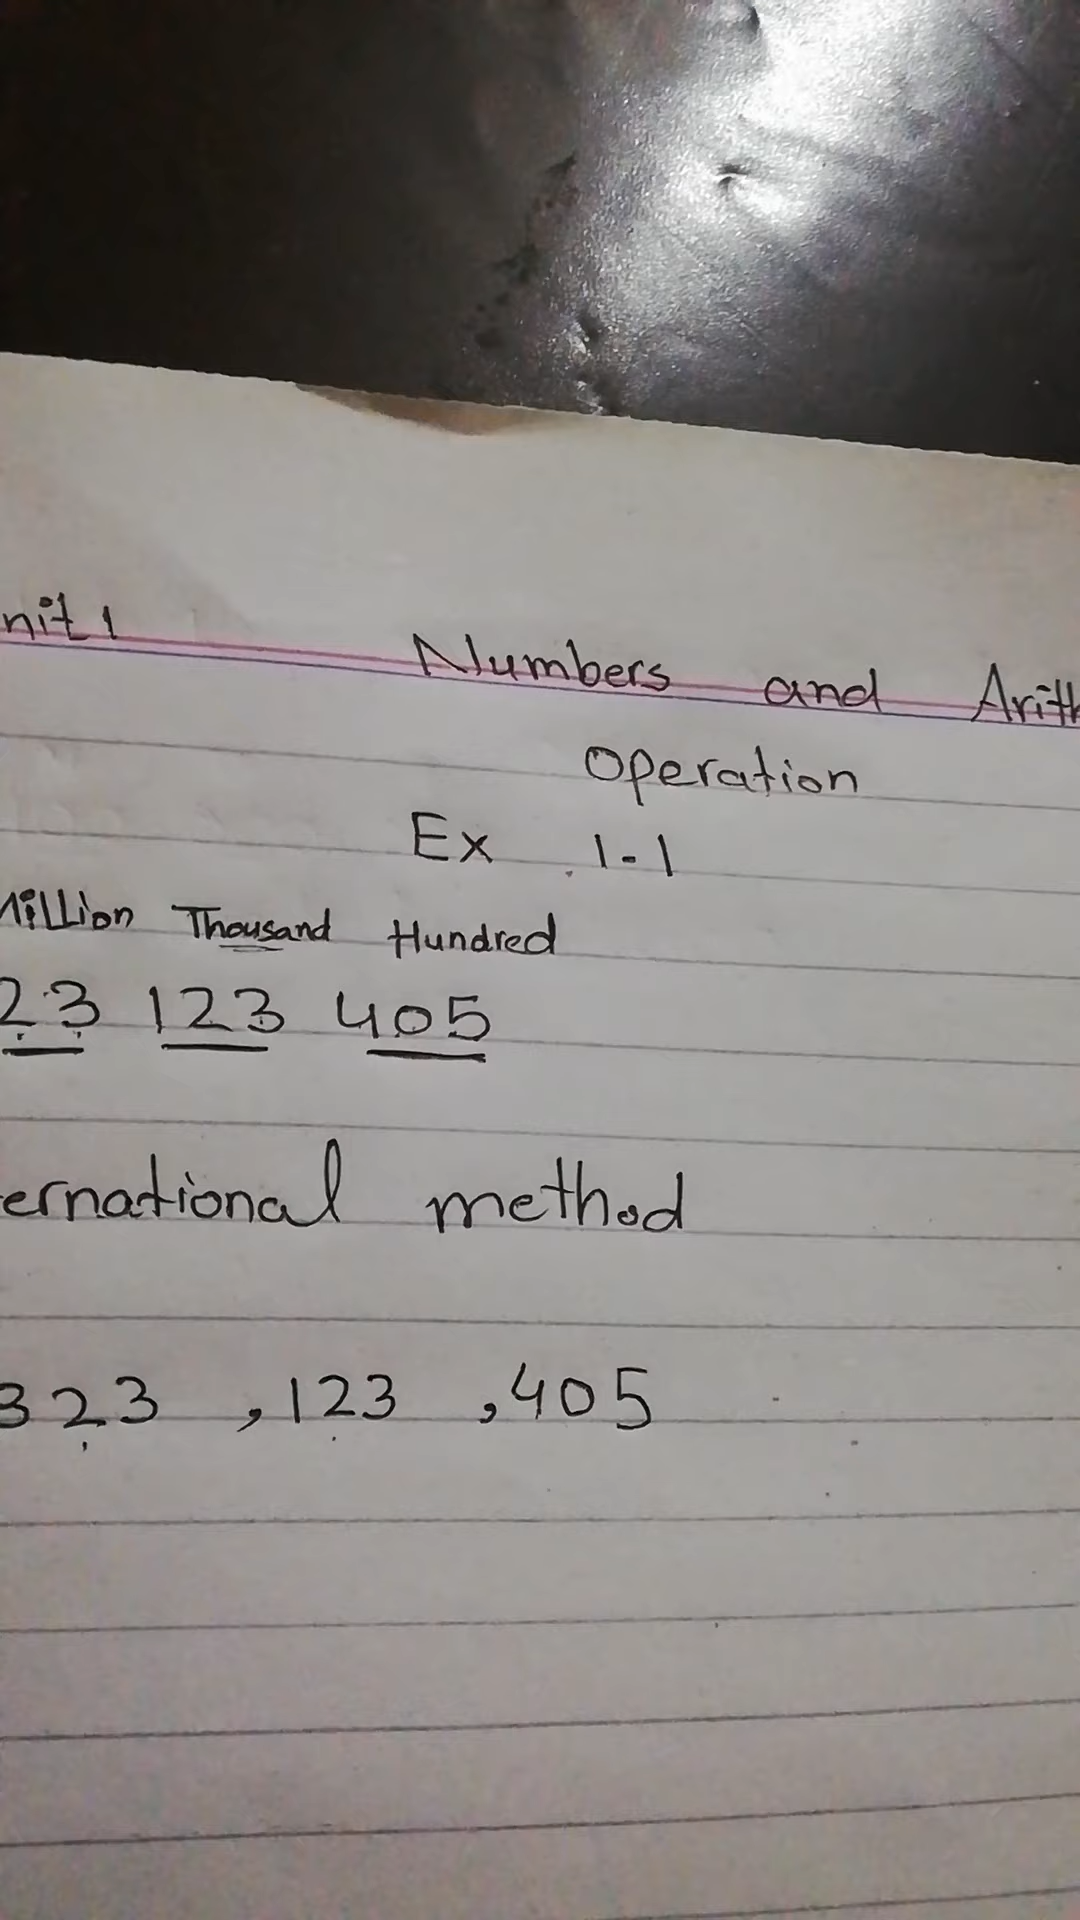 nit 1 Numbers and Arith
Operation
Ex 1-1
Million Thousand Hundred
23 123 405
ernational method
323 ,123 ,405